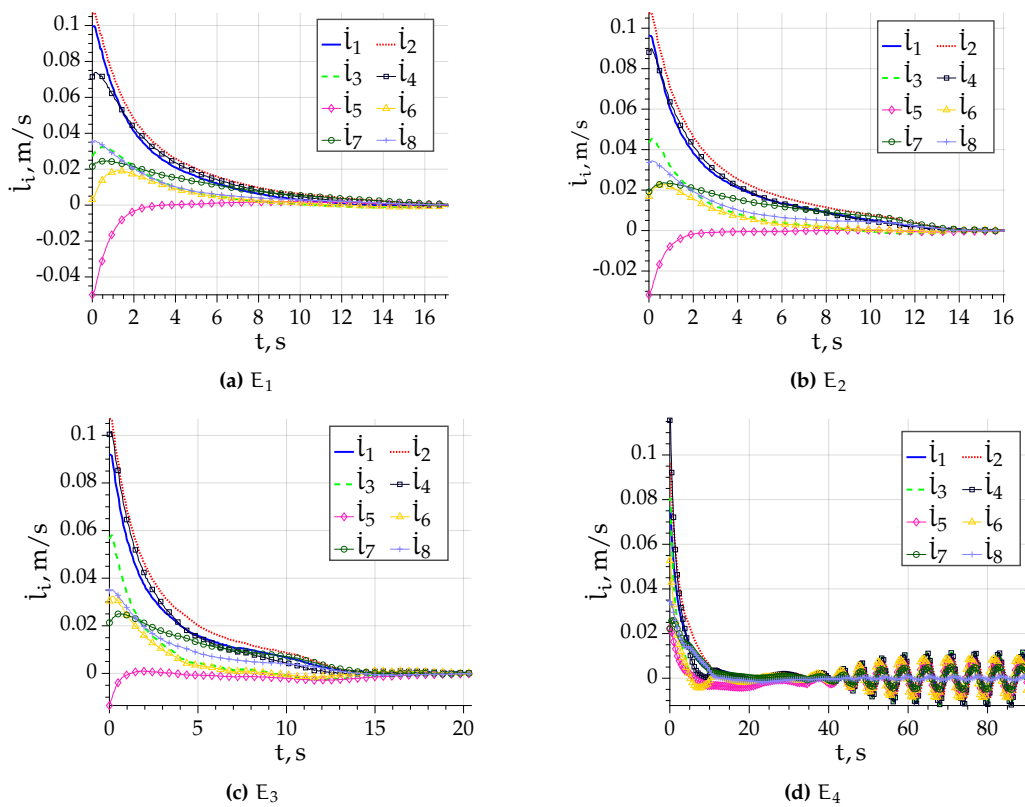 0.1
0.08
0.06
0.04
0.02
0
-0.02
-0.04
l̇ᵢ, m/s
l̇₁ l̇₂
l̇₃ l̇₄
l̇₅ l̇₆
l̇₇ l̇₈
0 2 4 6 8 10 12 14 16
t, s
(a) E₁
0.1
0.08
0.06
0.04
0.02
0
-0.02
l̇ᵢ, m/s
l̇₁ l̇₂
l̇₃ l̇₄
l̇₅ l̇₆
l̇₇ l̇₈
0 2 4 6 8 10 12 14 16
t, s
(b) E₂
0.1
0.08
0.06
0.04
0.02
0
l̇ᵢ, m/s
l̇₁ l̇₂
l̇₃ l̇₄
l̇₅ l̇₆
l̇₇ l̇₈
0 5 10 15 20
t, s
(c) E₃
0.1
0.08
0.06
0.04
0.02
0
l̇ᵢ, m/s
l̇₁ l̇₂
l̇₃ l̇₄
l̇₅ l̇₆
l̇₇ l̇₈
0 20 40 60 80
t, s
(d) E₄